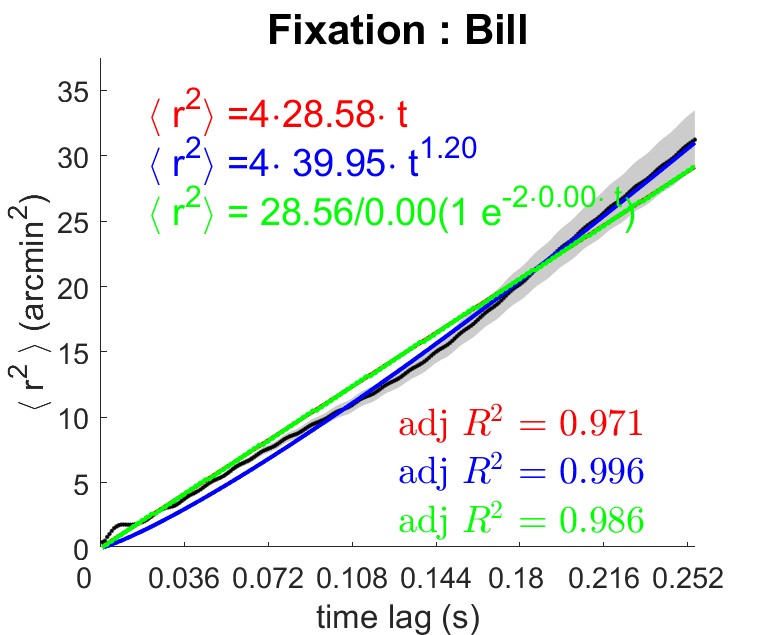 Fixation : Bill
⟨ r² ⟩ (arcmin²)
35
30
25
20
15
10
5
0
⟨ r²⟩ =4·28.58· t
⟨ r²⟩ =4· 39.95· t^1.20
⟨ r²⟩ = 28.56/0.00(1 e^-2·0.00· t)
adj R² = 0.971
adj R² = 0.996
adj R² = 0.986
0 0.036 0.072 0.108 0.144 0.18 0.216 0.252
time lag (s)